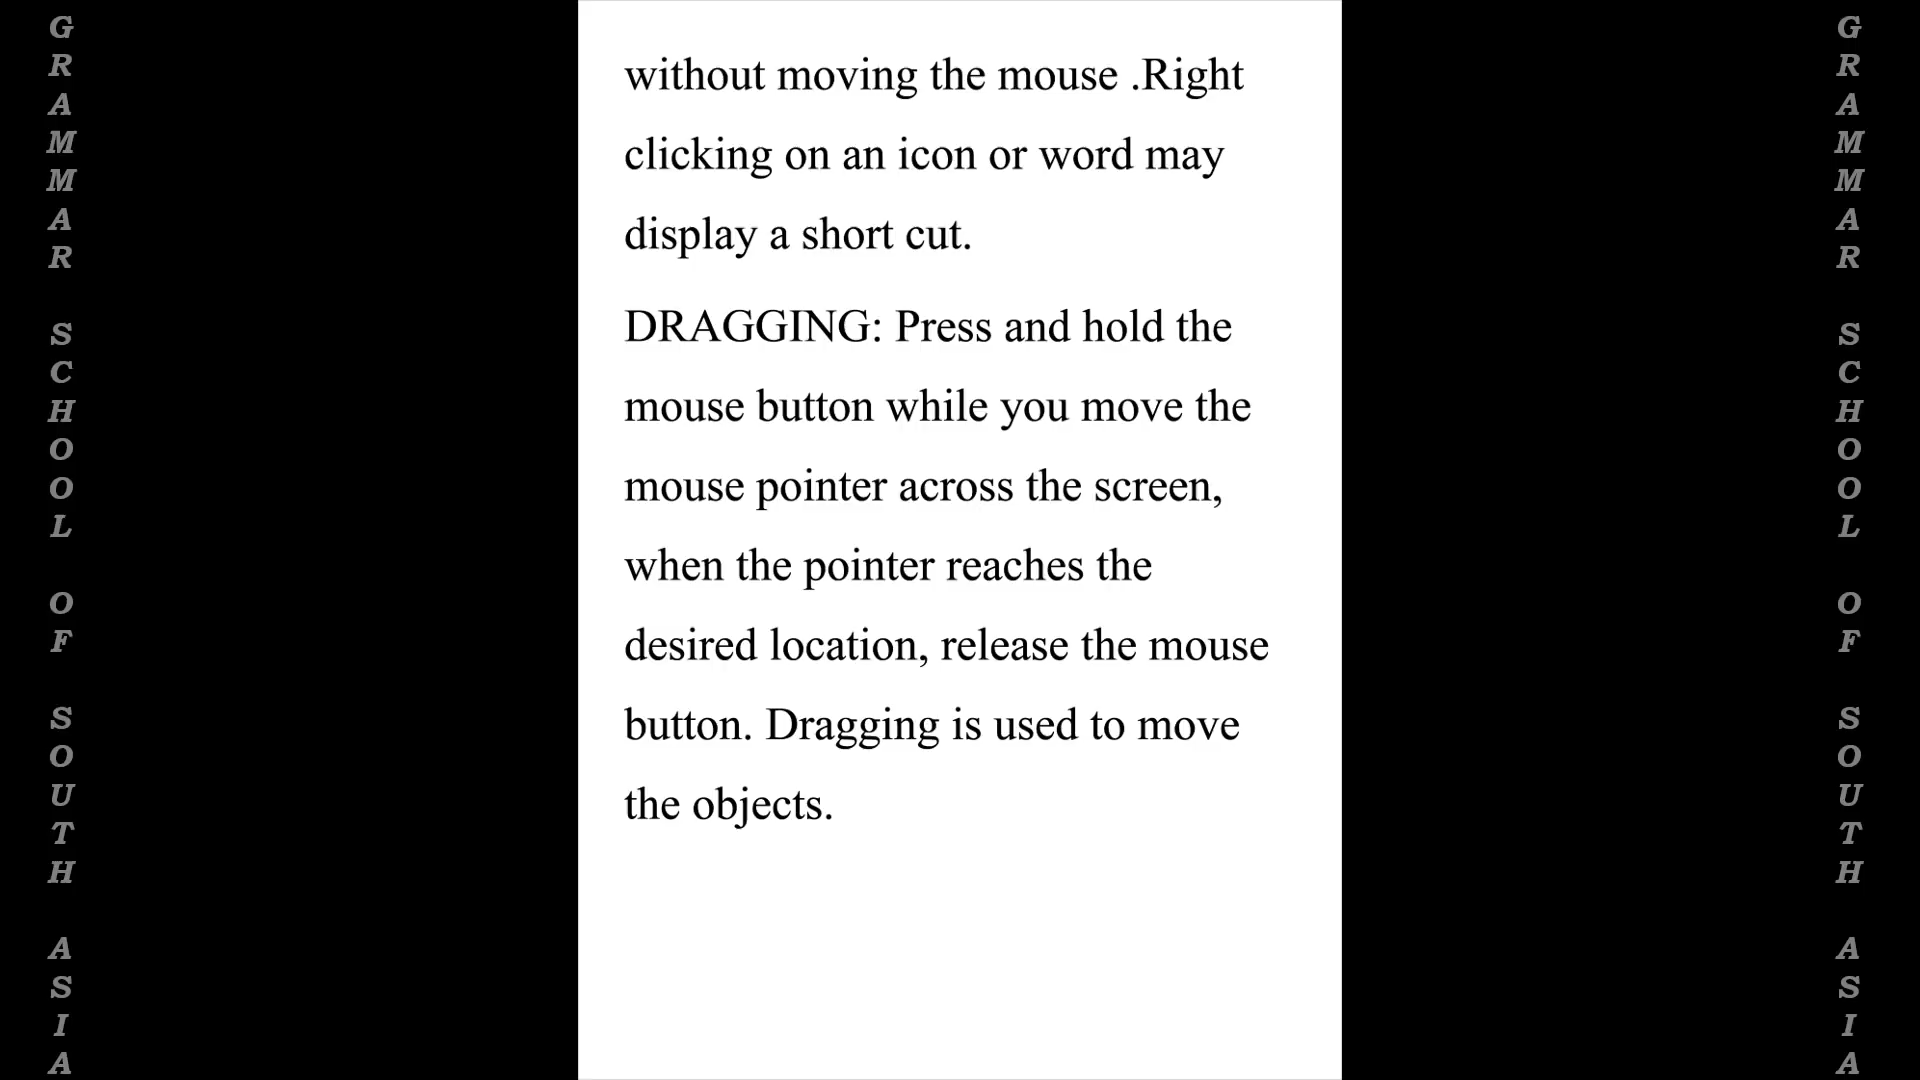 GRAMMAR SCHOOL OF SOUTH ASIA
without moving the mouse .Right
clicking on an icon or word may
display a short cut.
DRAGGING: Press and hold the
mouse button while you move the
mouse pointer across the screen,
when the pointer reaches the
desired location, release the mouse
button. Dragging is used to move
the objects.
GRAMMAR SCHOOL OF SOUTH ASIA